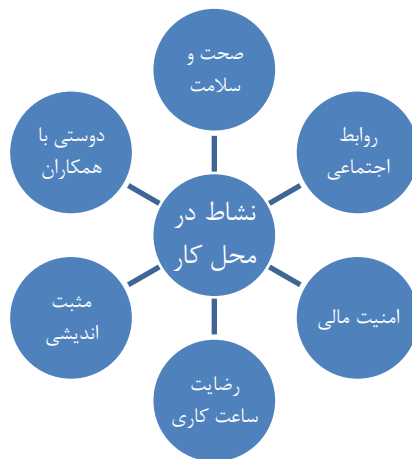 صحت و
سلامت
روابط
اجتماعی
امنیت مالی
رضایت
ساعت کاری
مثبت
اندیشی
دوستی با
همکاران
نشاط در
محل کار